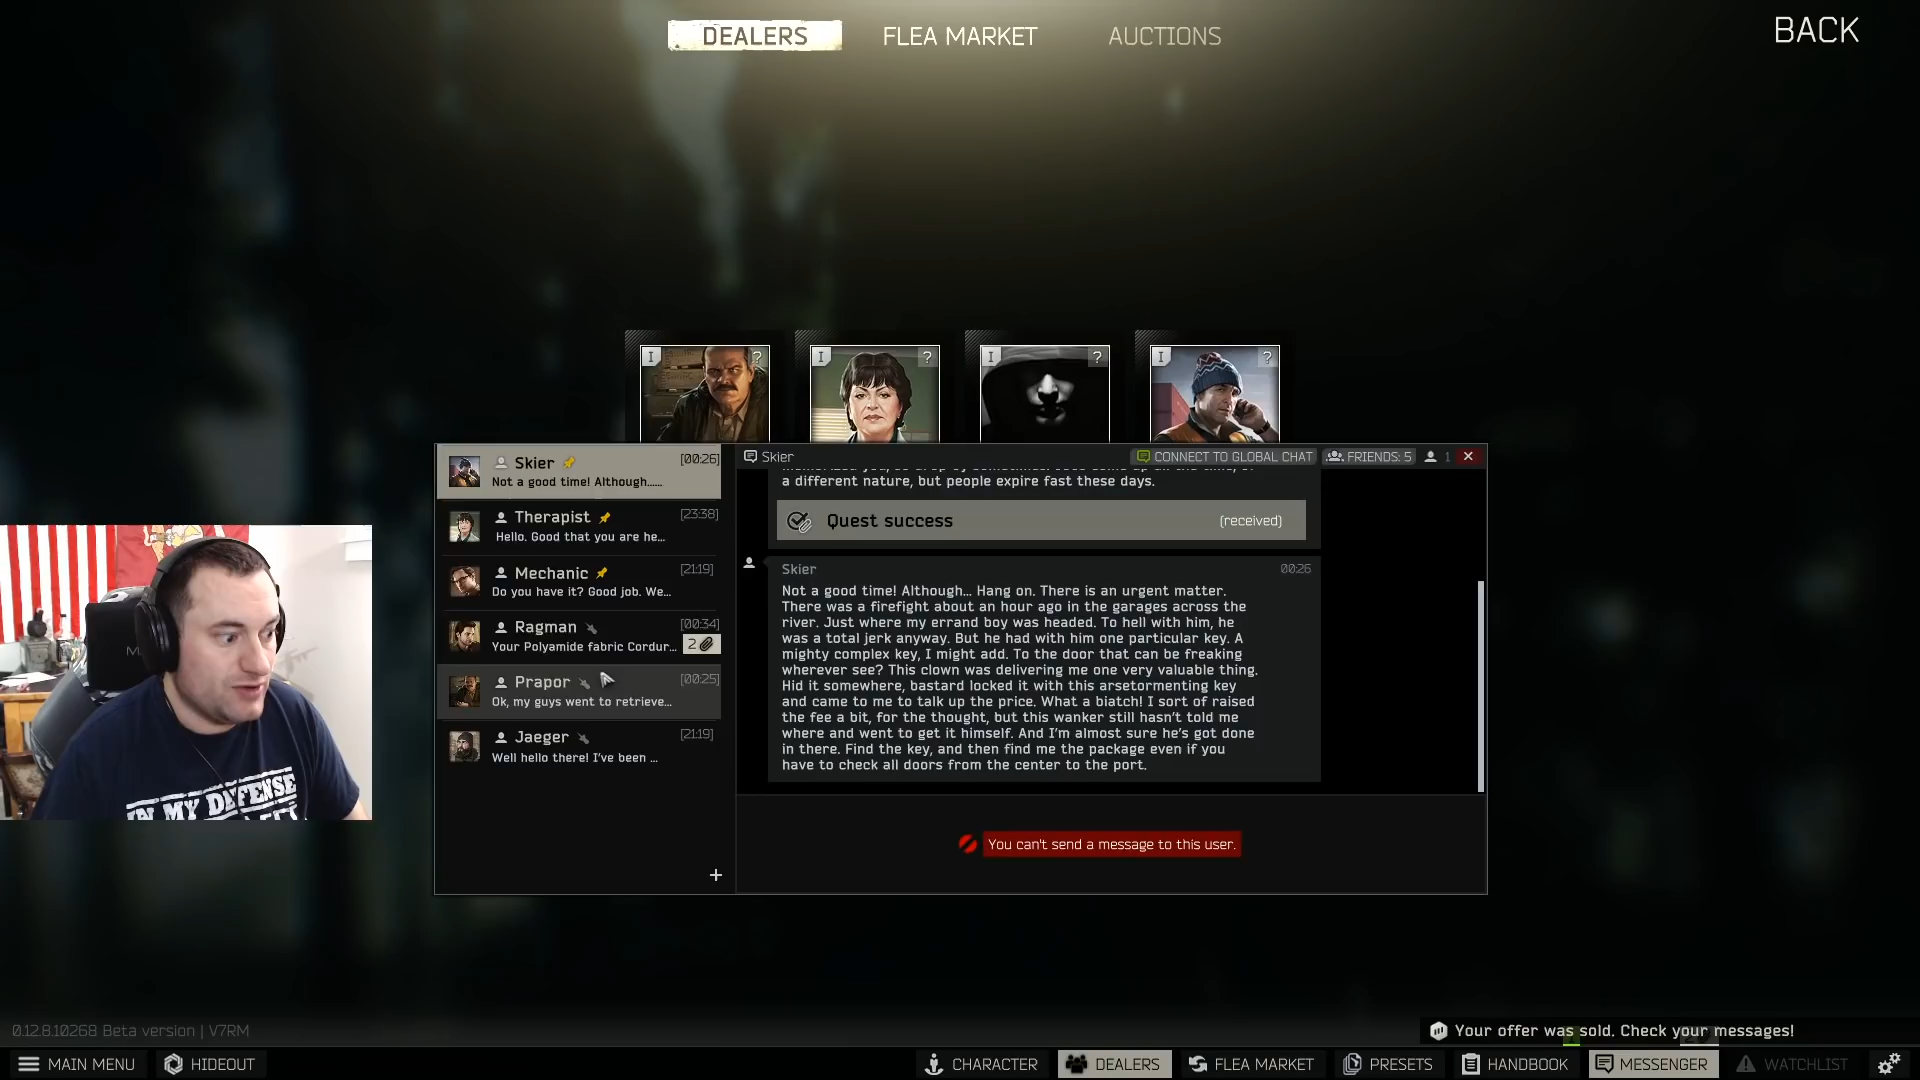 DEALERS
FLEA MARKET
AUCTIONS
BACK
I
?
I
?
I
?
I
?
Skier
[00:26]
Not a good time! Although......
Therapist
[23:38]
Hello. Good that you are he...
Mechanic
[21:19]
Do you have it? Good job. We...
Ragman
[00:34]
Your Polyamide fabric Cordur...
2
Prapor
[00:25]
Ok, my guys went to retrieve...
Jaeger
[21:19]
Well hello there! I've been ...
+
Skier
CONNECT TO GLOBAL CHAT
FRIENDS: 5
1
a different nature, but people expire fast these days.
Quest success
(received)
Skier
00:26
Not a good time! Although... Hang on. There is an urgent matter.
There was a firefight about an hour ago in the garages across the
river. Just where my errand boy was headed. To hell with him, he
was a total jerk anyway. But he had with him one particular key. A
mighty complex key, I might add. To the door that can be freaking
wherever see? This clown was delivering me one very valuable thing.
Hid it somewhere, bastard locked it with this arsetormenting key
and came to me to talk up the price. What a biatch! I sort of raised
the fee a bit, for the thought, but this wanker still hasn't told me
where and went to get it himself. And I'm almost sure he's got done
in there. Find the key, and then find me the package even if you
have to check all doors from the center to the port.
You can't send a message to this user.
IN MY DEFENSE
0.12.8.10268 Beta version | V7RM
Your offer was sold. Check your messages!
MAIN MENU
HIDEOUT
CHARACTER
DEALERS
FLEA MARKET
PRESETS
HANDBOOK
MESSENGER
WATCHLIST